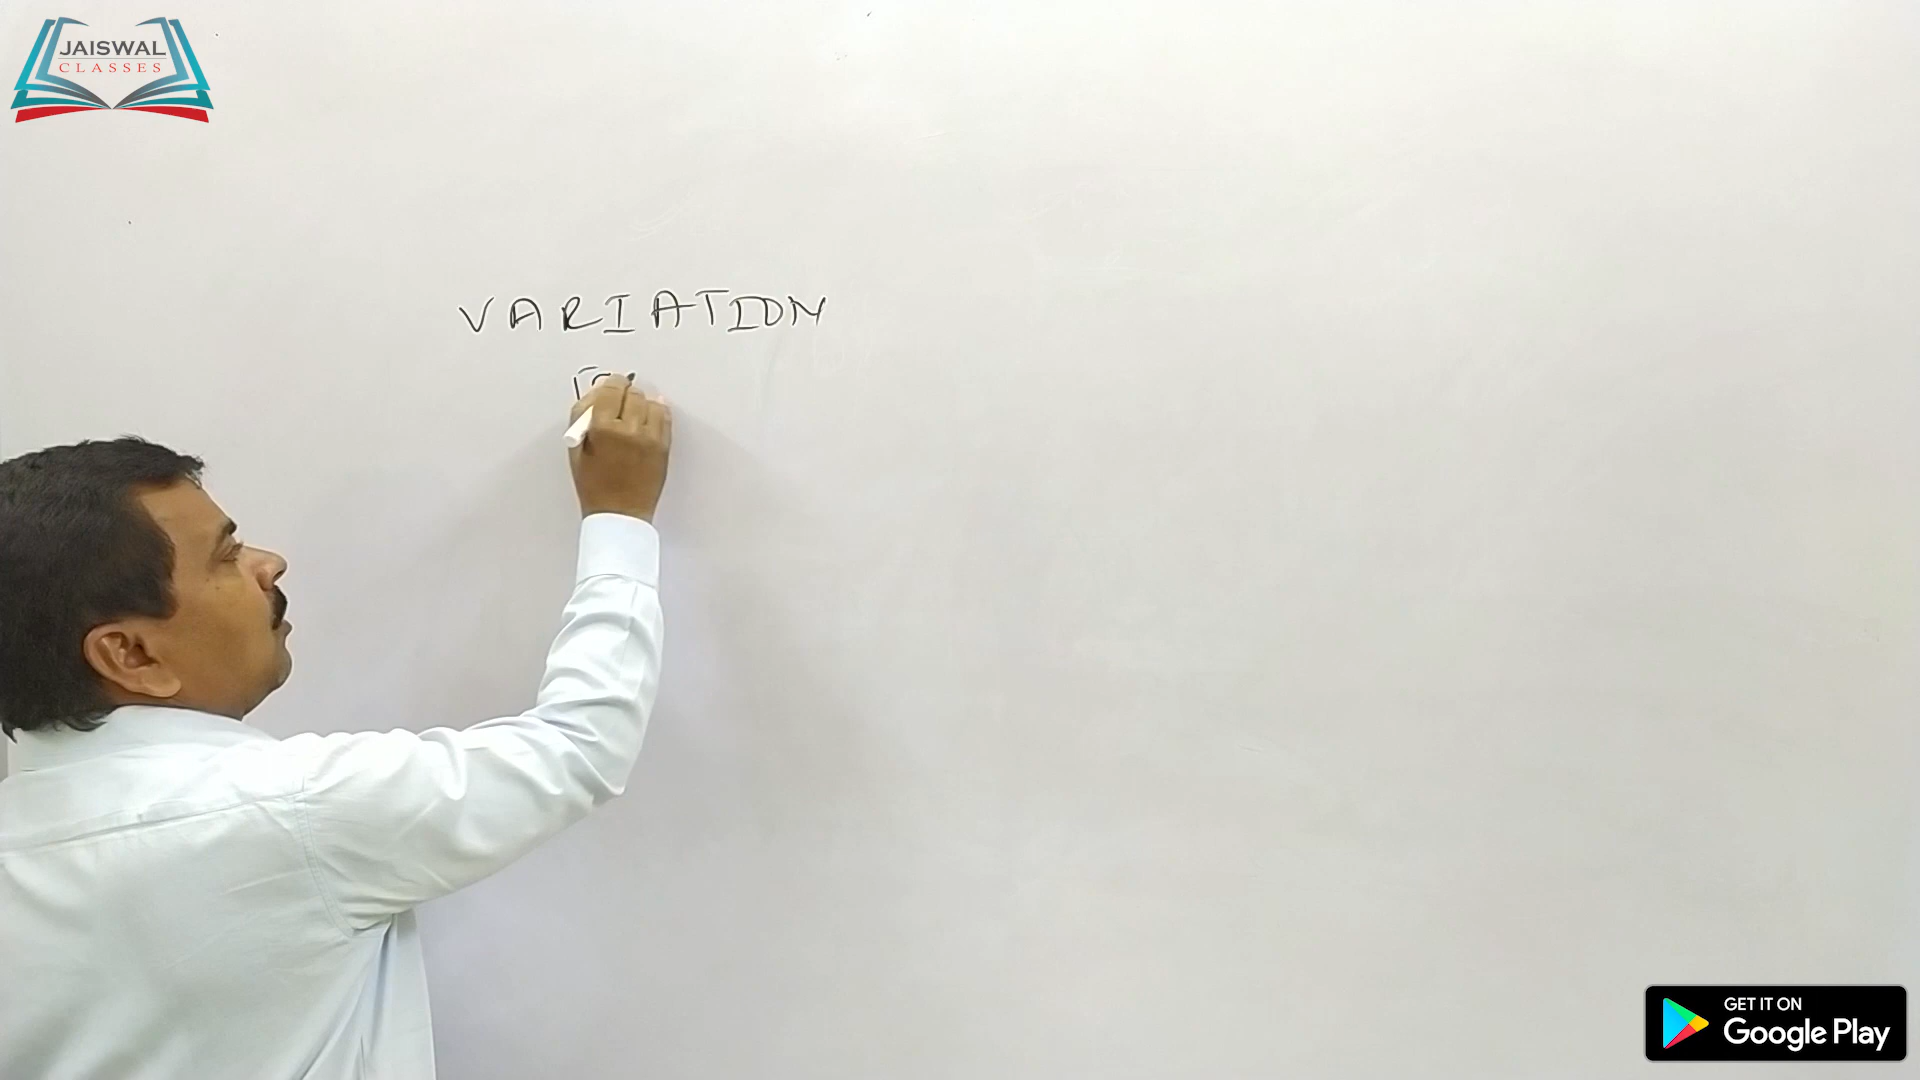 JAISWAL
CLASSES
VARIATION
GET IT ON
Google Play